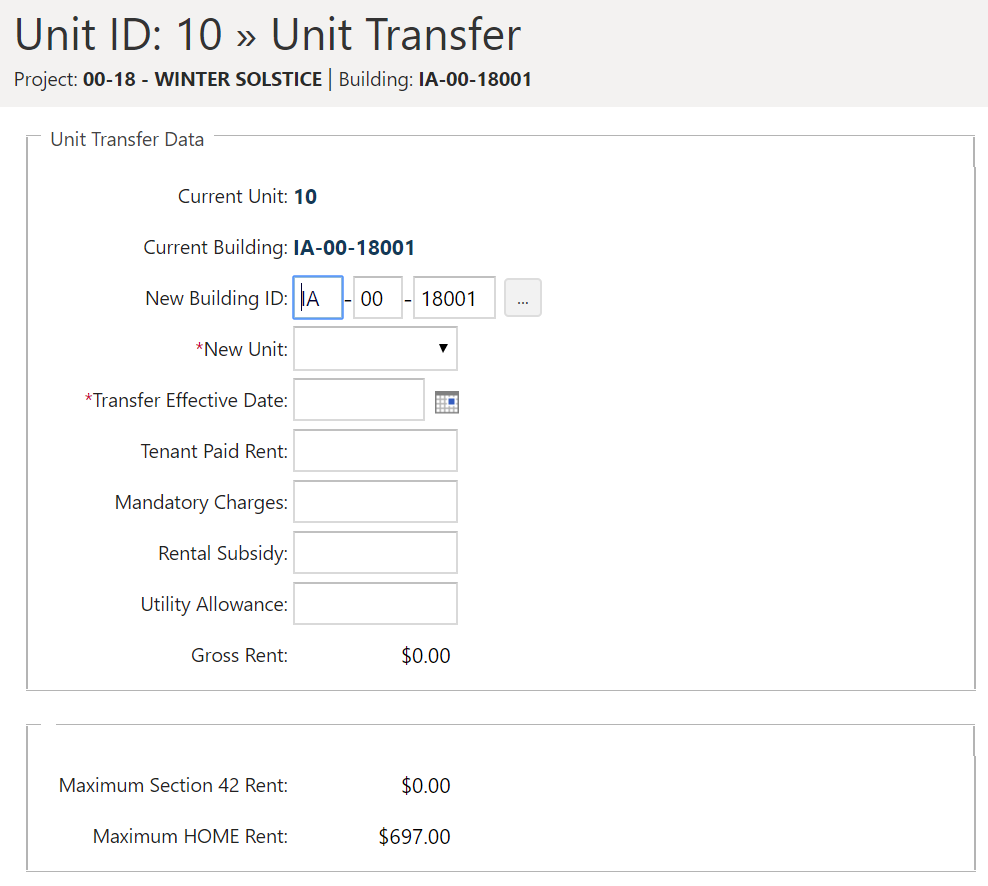 Unit ID: 10 » Unit Transfer
Project: 00-18 - WINTER SOLSTICE | Building: IA-00-18001
Unit Transfer Data
Current Unit: 10
Current Building: IA-00-18001
New Building ID: IA - 00 - 18001 ...
*New Unit:
*Transfer Effective Date:
Tenant Paid Rent:
Mandatory Charges:
Rental Subsidy:
Utility Allowance:
Gross Rent: $0.00
Maximum Section 42 Rent: $0.00
Maximum HOME Rent: $697.00